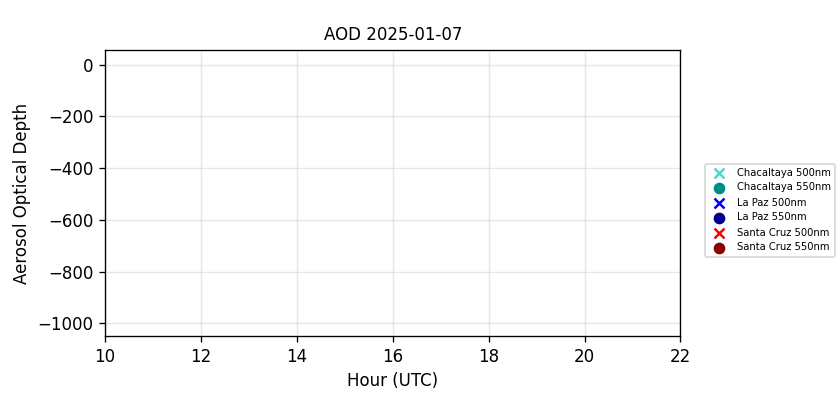 AOD 2025-01-07
Aerosol Optical Depth
0
−200
−400
−600
−800
−1000
10 12 14 16 18 20 22
Hour (UTC)
Chacaltaya 500nm
Chacaltaya 550nm
La Paz 500nm
La Paz 550nm
Santa Cruz 500nm
Santa Cruz 550nm